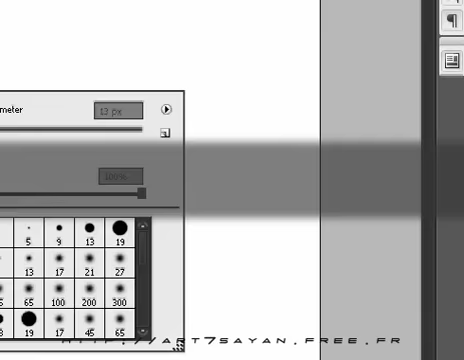 meter
13 px
100%
5 9 13 19
13 17 21 27
65 100 200 300
19 17 45 65
http://art7sayan.free.fr